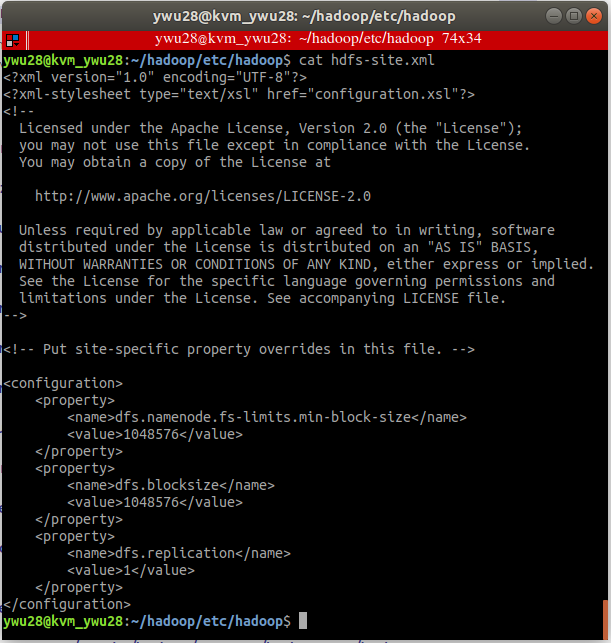 ywu28@kvm_ywu28: ~/hadoop/etc/hadoop
ywu28@kvm_ywu28: ~/hadoop/etc/hadoop 74x34
ywu28@kvm_ywu28:~/hadoop/etc/hadoop$ cat hdfs-site.xml
<?xml version="1.0" encoding="UTF-8"?>
<?xml-stylesheet type="text/xsl" href="configuration.xsl"?>
<!--
  Licensed under the Apache License, Version 2.0 (the "License");
  you may not use this file except in compliance with the License.
  You may obtain a copy of the License at

    http://www.apache.org/licenses/LICENSE-2.0

  Unless required by applicable law or agreed to in writing, software
  distributed under the License is distributed on an "AS IS" BASIS,
  WITHOUT WARRANTIES OR CONDITIONS OF ANY KIND, either express or implied.
  See the License for the specific language governing permissions and
  limitations under the License. See accompanying LICENSE file.
-->

<!-- Put site-specific property overrides in this file. -->

<configuration>
    <property>
        <name>dfs.namenode.fs-limits.min-block-size</name>
        <value>1048576</value>
    </property>
    <property>
        <name>dfs.blocksize</name>
        <value>1048576</value>
    </property>
    <property>
        <name>dfs.replication</name>
        <value>1</value>
    </property>
</configuration>
ywu28@kvm_ywu28:~/hadoop/etc/hadoop$